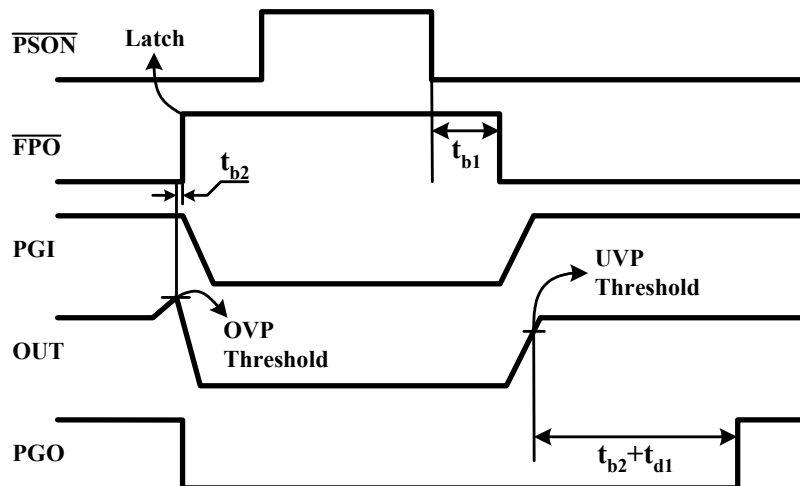 PSON
Latch
FPO
tb1
tb2
PGI
UVP
Threshold
OVP
Threshold
OUT
PGO
tb2+td1